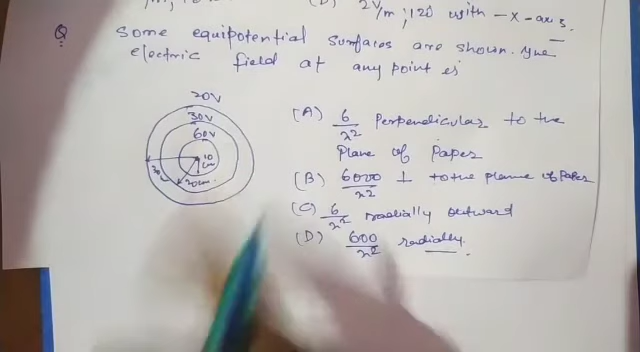 (D) 2V/m ; 120 with -x-axis.
Q Some equipotential surfaces are shown. The
electric field at any point is
20V
30V
60V
10 cm
20cm.
(A) 6/x² Perpendicular to the
Plane of Paper
(B) 6000/x² ⊥ to the planne of Paper
(C) 6/x² radially outward
(D) 600/x² radially.